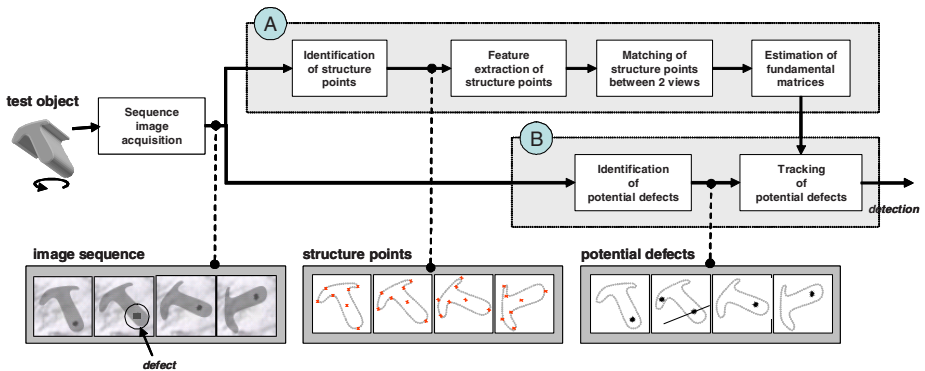 A
Identification
of structure
points
Feature
extraction of
structure points
Matching of
structure points
between 2 views
Estimation of
fundamental
matrices
test object
Sequence
image
acquisition
B
Identification
of
potential defects
Tracking
of
potential defects
detection
image sequence
structure points
potential defects
defect